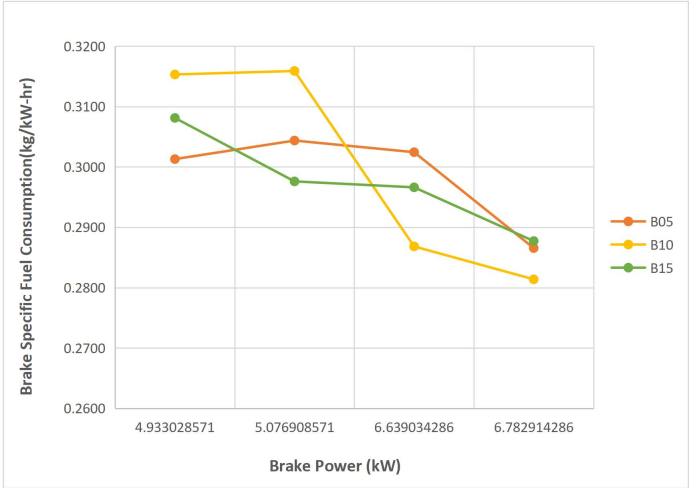 Brake Specific Fuel Consumption(kg/kW-hr)
0.3200
0.3100
0.3000
0.2900
0.2800
0.2700
0.2600
4.933028571 5.076908571 6.639034286 6.782914286
Brake Power (kW)
B05
B10
B15